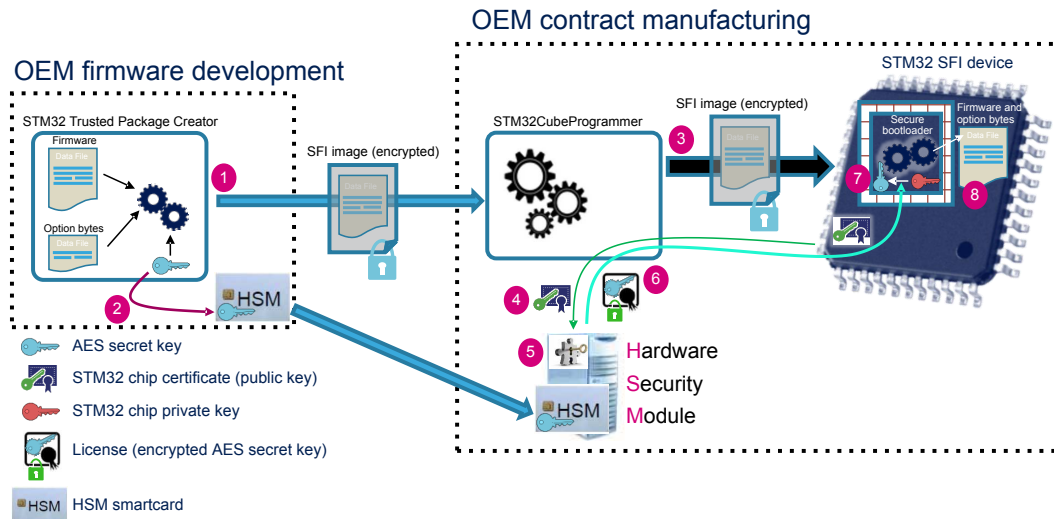 OEM contract manufacturing
OEM firmware development
STM32 SFI device
STM32 Trusted Package Creator
Firmware
Data File
Option bytes
Data File
1
2
HSM
SFI image (encrypted)
Data File
STM32CubeProgrammer
3
SFI image (encrypted)
Data File
Secure
bootloader
Firmware and
option bytes
Data File
7
8
4
6
5
Hardware
Security
Module
HSM
AES secret key
STM32 chip certificate (public key)
STM32 chip private key
License (encrypted AES secret key)
HSM
HSM smartcard